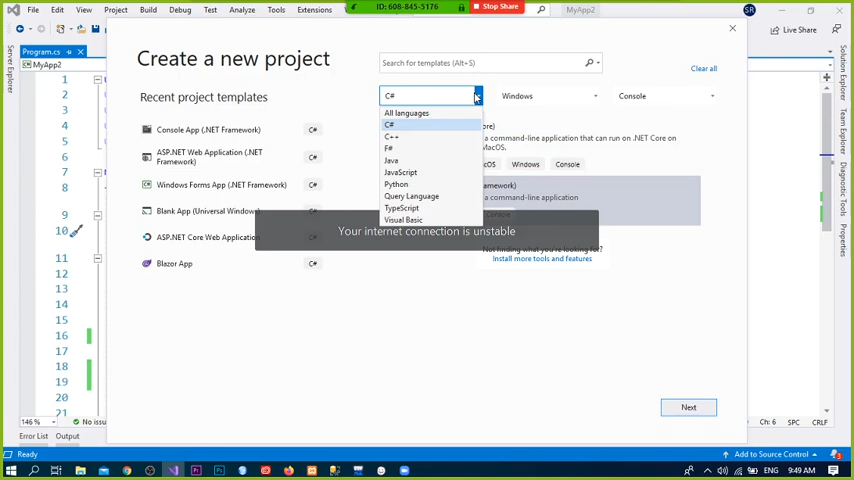 File
Edit
View
Project
Build
Debug
Test
Analyze
Tools
Extensions
ID: 608-845-5176
Stop Share
MyApp2
SR
Live Share
Program.cs
MyApp2
Server Explorer
Create a new project
Search for templates (Alt+S)
Clear all
Recent project templates
C#
Windows
Console
Console App (.NET Framework)
C#
ASP.NET Web Application (.NET
Framework)
C#
Windows Forms App (.NET Framework)
C#
Blank App (Universal Windows)
ASP.NET Core Web Application
C#
Blazor App
C#
All languages
C#
C++
F#
Java
JavaScript
Python
Query Language
TypeScript
Visual Basic
ore)
a command-line application that can run on .NET Core on
MacOS.
cOS
Windows
Console
amework)
a command-line application
Console
Your internet connection is unstable
Not finding what you're looking for?
Install more tools and features
Next
Solution Explorer
Team Explorer
Diagnostic Tools
Properties
1
2
3
4
5
6
7
8
9
10
11
12
13
14
15
16
17
18
19
20
21
146 %
No issu
Ch: 6
SPC
CRLF
Error List
Output
Ready
Add to Source Control
3
ENG
9:49 AM